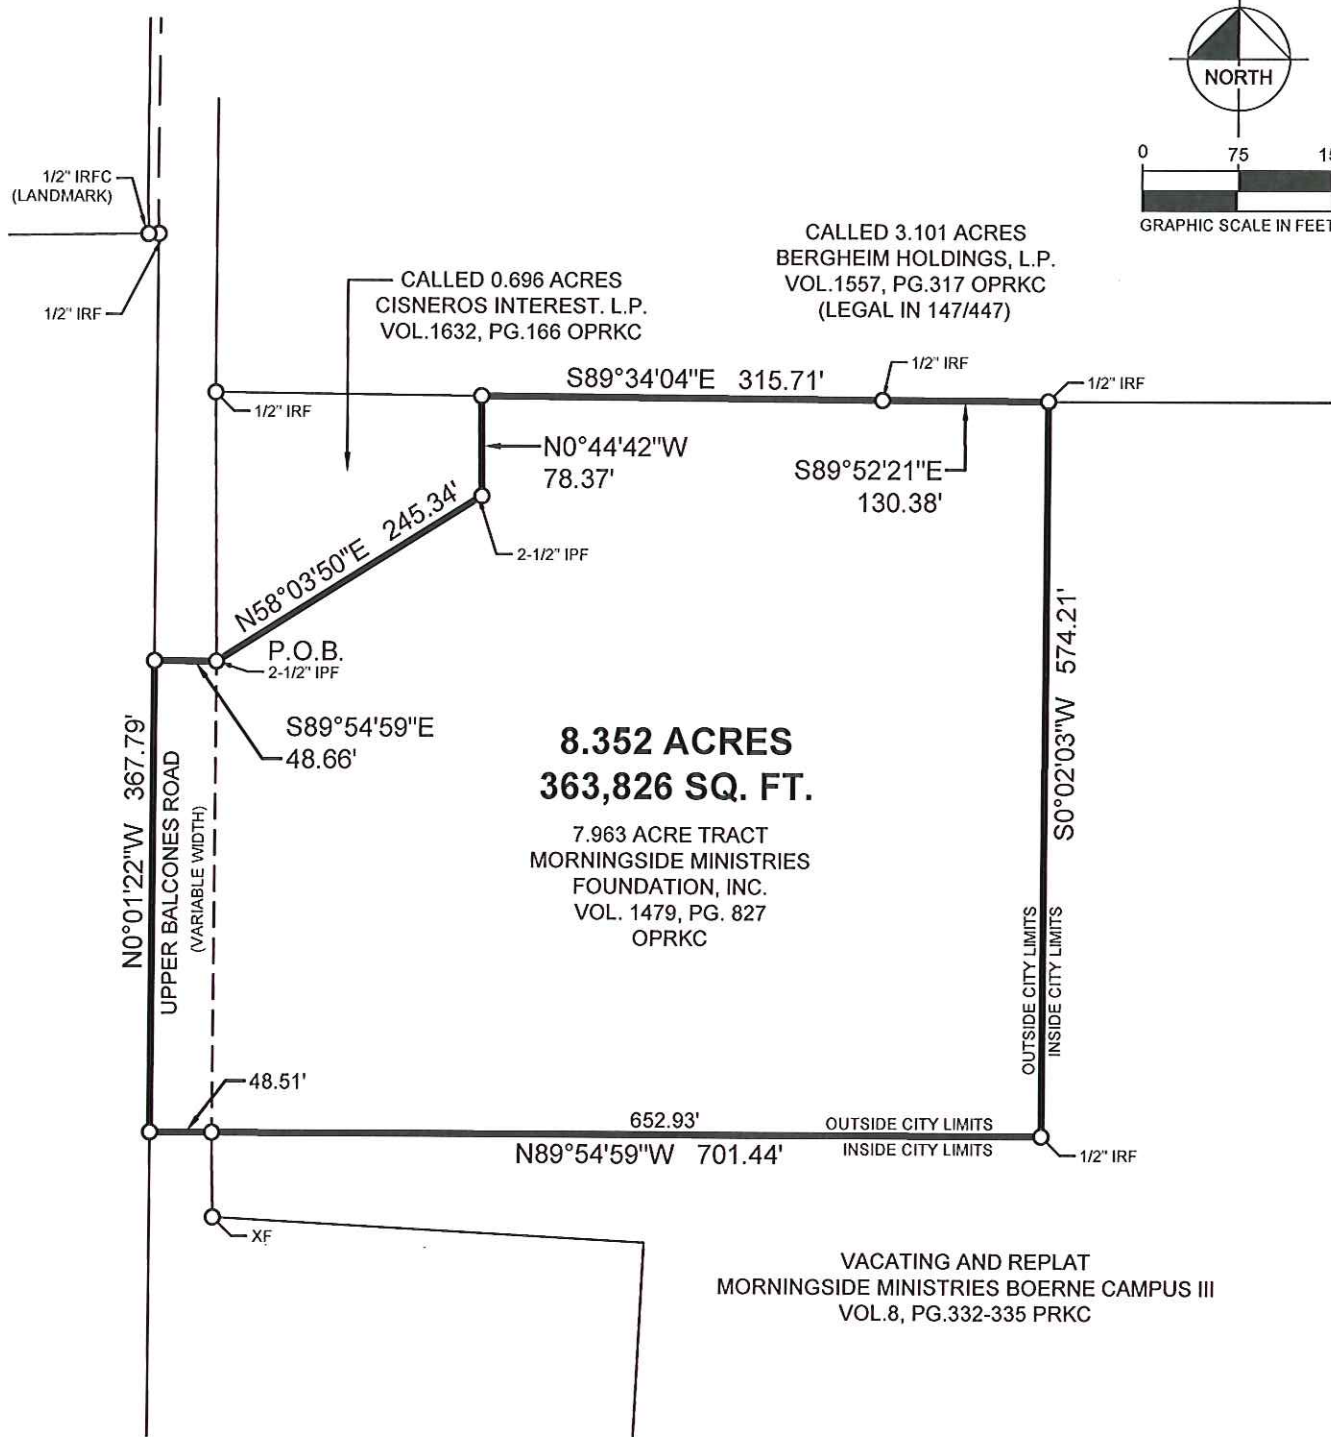 NORTH
0 75
GRAPHIC SCALE IN FEET
1/2" IRFC
(LANDMARK)
1/2" IRF
CALLED 0.696 ACRES
CISNEROS INTEREST. L.P.
VOL.1632, PG.166 OPRKC
CALLED 3.101 ACRES
BERGHEIM HOLDINGS, L.P.
VOL.1557, PG.317 OPRKC
(LEGAL IN 147/447)
S89°34'04"E 315.71'
1/2" IRF
1/2" IRF
1/2" IRF
N0°44'42"W
78.37'
S89°52'21"E
130.38'
N58°03'50"E 245.34'
2-1/2" IPF
P.O.B.
2-1/2" IPF
S89°54'59"E
48.66'
N0°01'22"W 367.79'
UPPER BALCONES ROAD
(VARIABLE WIDTH)
8.352 ACRES
363,826 SQ. FT.
7.963 ACRE TRACT
MORNINGSIDE MINISTRIES
FOUNDATION, INC.
VOL. 1479, PG. 827
OPRKC
S0°02'03"W 574.21'
OUTSIDE CITY LIMITS
INSIDE CITY LIMITS
48.51'
652.93'
OUTSIDE CITY LIMITS
N89°54'59"W 701.44'
INSIDE CITY LIMITS
1/2" IRF
XF
VACATING AND REPLAT
MORNINGSIDE MINISTRIES BOERNE CAMPUS III
VOL.8, PG.332-335 PRKC